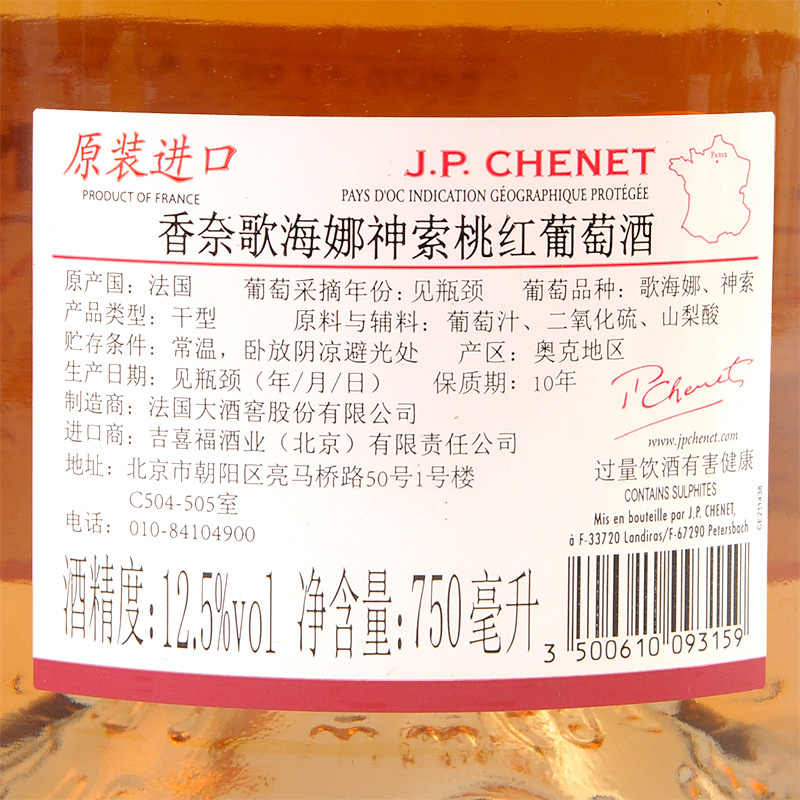 原装进口
PRODUCT OF FRANCE
J.P. CHENET
PAYS D'OC INDICATION GÉOGRAPHIQUE PROTÉGÉE
Paris
香奈歌海娜神索桃红葡萄酒
原产国：法国 葡萄采摘年份：见瓶颈 葡萄品种：歌海娜、神索
产品类型：干型 原料与辅料：葡萄汁、二氧化硫、山梨酸
贮存条件：常温，卧放阴凉避光处 产区：奥克地区
生产日期：见瓶颈（年/月/日） 保质期：10年
制造商：法国大酒窖股份有限公司
进口商：吉喜福酒业（北京）有限责任公司
地址：北京市朝阳区亮马桥路50号1号楼
C504-505室
电话：010-84104900
J.P. Chenet
www.jpchenet.com
过量饮酒有害健康
CONTAINS SULPHITES
Mis en bouteille par J.P. CHENET,
à F-33720 Landiras/F-67290 Petersbach
CE211438
酒精度：12.5%vol 净含量：750毫升
3 500610 093159